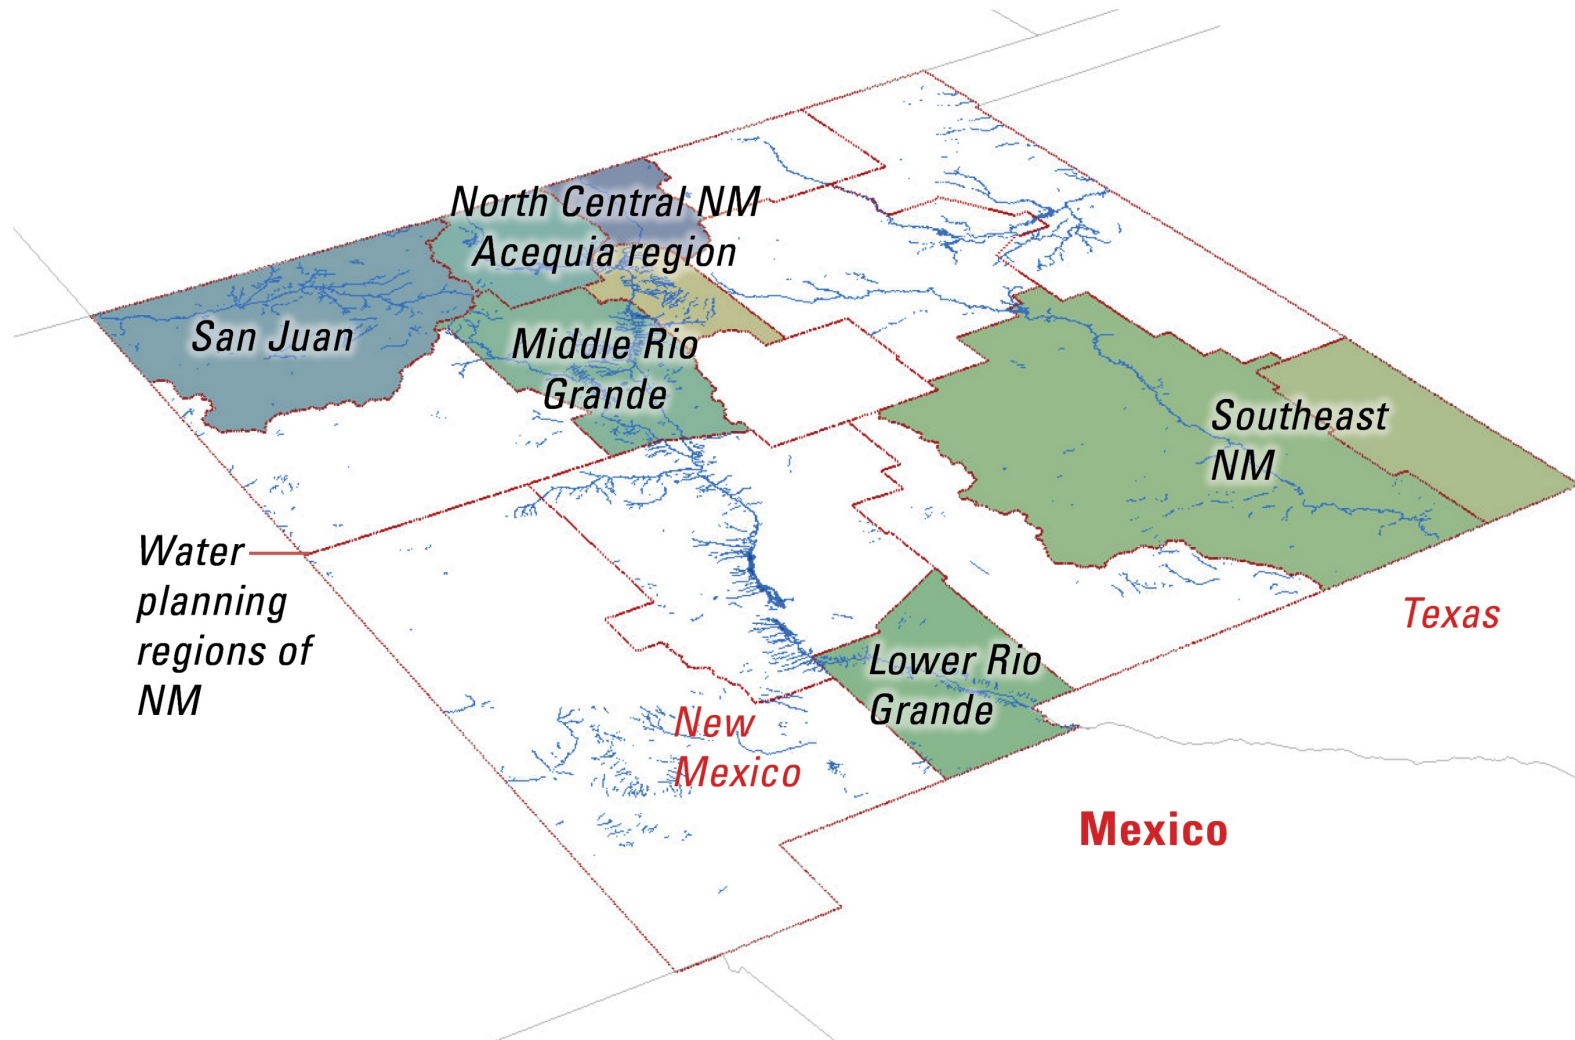 North Central NM
Acequia region
San Juan
Middle Rio
Grande
Southeast
NM
Water
planning
regions of
NM
Texas
Lower Rio
Grande
New
Mexico
Mexico